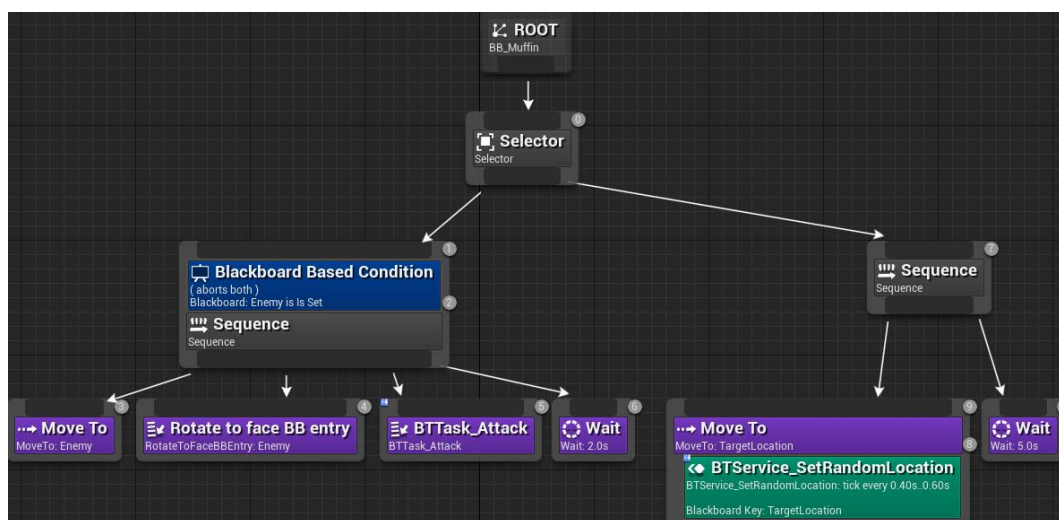 ROOT
BB_Muffin
0
Selector
Selector
1
Blackboard Based Condition
( aborts both )
Blackboard: Enemy is Is Set
2
Sequence
Sequence
7
Sequence
Sequence
3
Move To
MoveTo: Enemy
4
Rotate to face BB entry
RotateToFaceBBEntry: Enemy
5
BTTask_Attack
BTTask_Attack
6
Wait
Wait: 2.0s
9
Move To
MoveTo: TargetLocation
8
BTService_SetRandomLocation
BTService_SetRandomLocation: tick every 0.40s..0.60s
Blackboard Key: TargetLocation
Wait
Wait: 5.0s